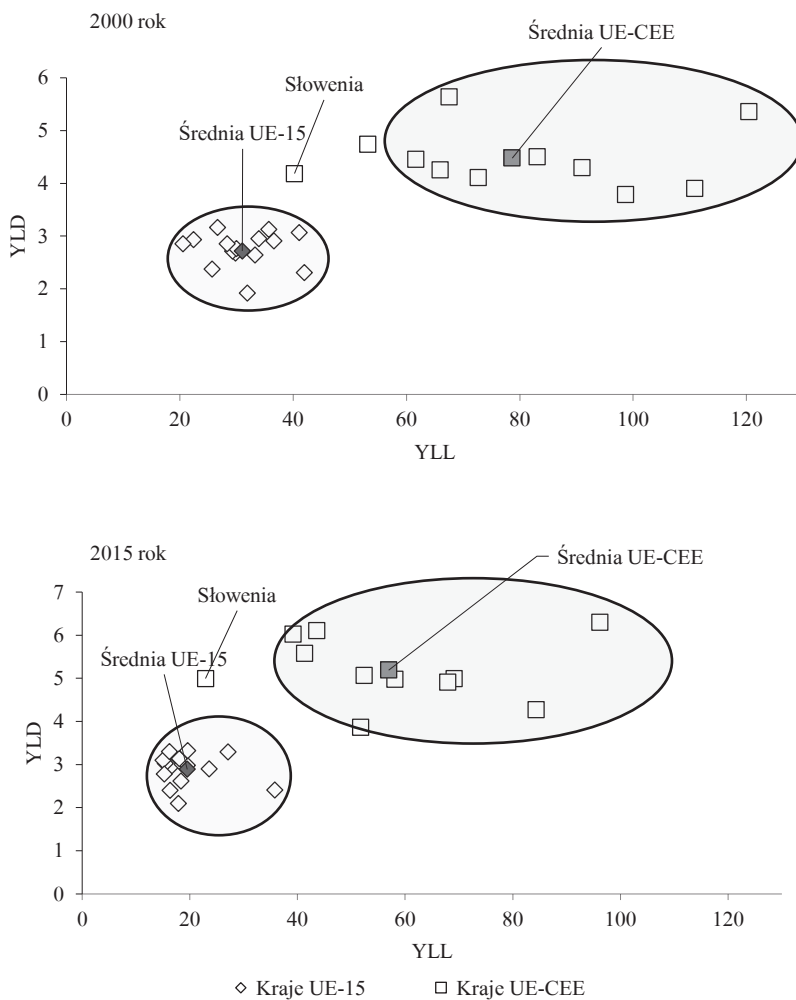 2000 rok
Średnia UE-CEE
Słowenia
Średnia UE-15
YLD
6
5
4
3
2
1
0
0 20 40 60 80 100 120
YLL
2015 rok
Średnia UE-CEE
Słowenia
Średnia UE-15
YLD
7
6
5
4
3
2
1
0
0 20 40 60 80 100 120
YLL
Kraje UE-15 Kraje UE-CEE